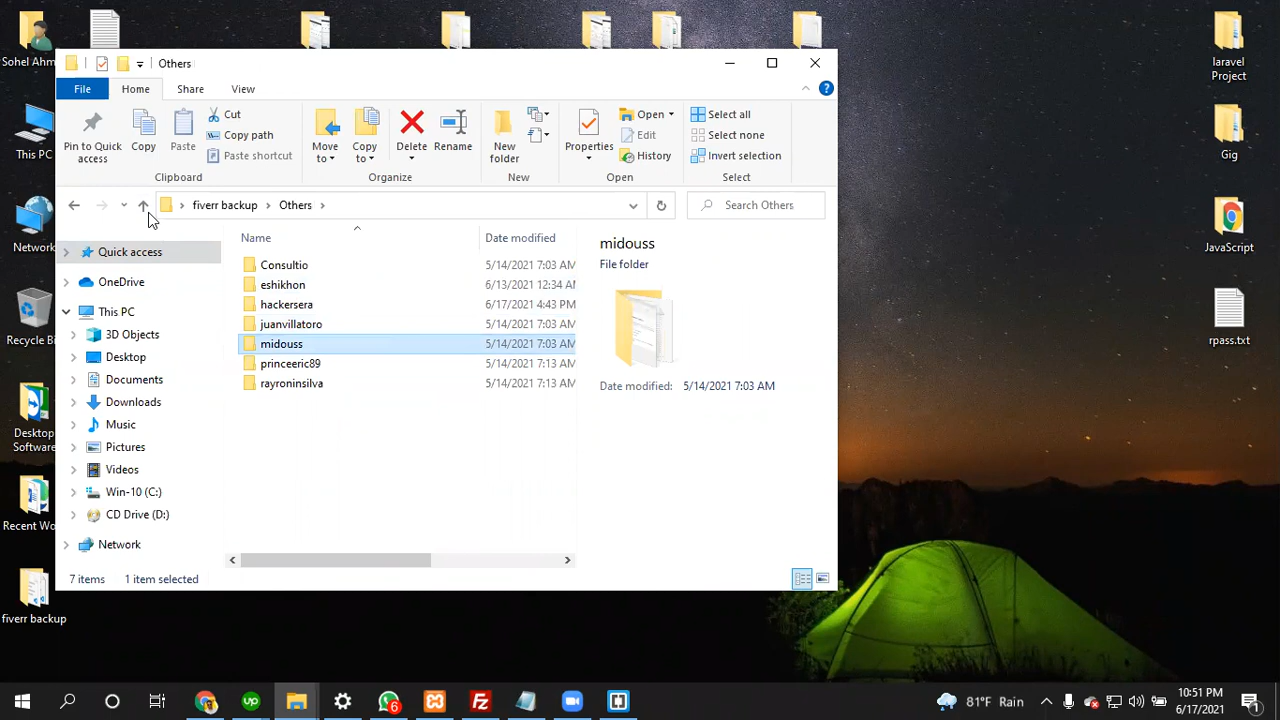 Sohel Ahm
This PC
Network
Recycle Bi
Desktop
Software
Recent Wo
fiverr backup
laravel
Project
Gig
JavaScript
rpass.txt
Others
File
Home
Share
View
Pin to Quick
access
Copy
Paste
Cut
Copy path
Paste shortcut
Clipboard
Move
to
Copy
to
Delete
Rename
Organize
New
folder
New
Properties
Open
Edit
History
Open
Select all
Select none
Invert selection
Select
fiverr backup > Others >
Search Others
Quick access
OneDrive
This PC
3D Objects
Desktop
Documents
Downloads
Music
Pictures
Videos
Win-10 (C:)
CD Drive (D:)
Network
Name Date modified
Consultio 5/14/2021 7:03 AM
eshikhon 6/13/2021 12:34 AM
hackersera 6/17/2021 4:43 PM
juanvillatoro 5/14/2021 7:03 AM
midouss 5/14/2021 7:03 AM
princeeric89 5/14/2021 7:13 AM
rayroninsilva 5/14/2021 7:13 AM
midouss
File folder
Date modified: 5/14/2021 7:03 AM
7 items 1 item selected
up
6
81°F Rain
10:51 PM
6/17/2021
1